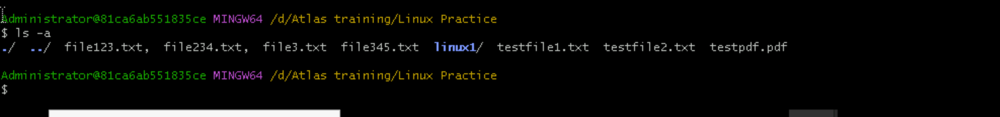 Administrator@81ca6ab551835ce MINGW64 /d/Atlas training/Linux Practice
$ ls -a
./  ../  file123.txt,  file234.txt,  file3.txt  file345.txt  linux1/  testfile1.txt  testfile2.txt  testpdf.pdf
Administrator@81ca6ab551835ce MINGW64 /d/Atlas training/Linux Practice
$